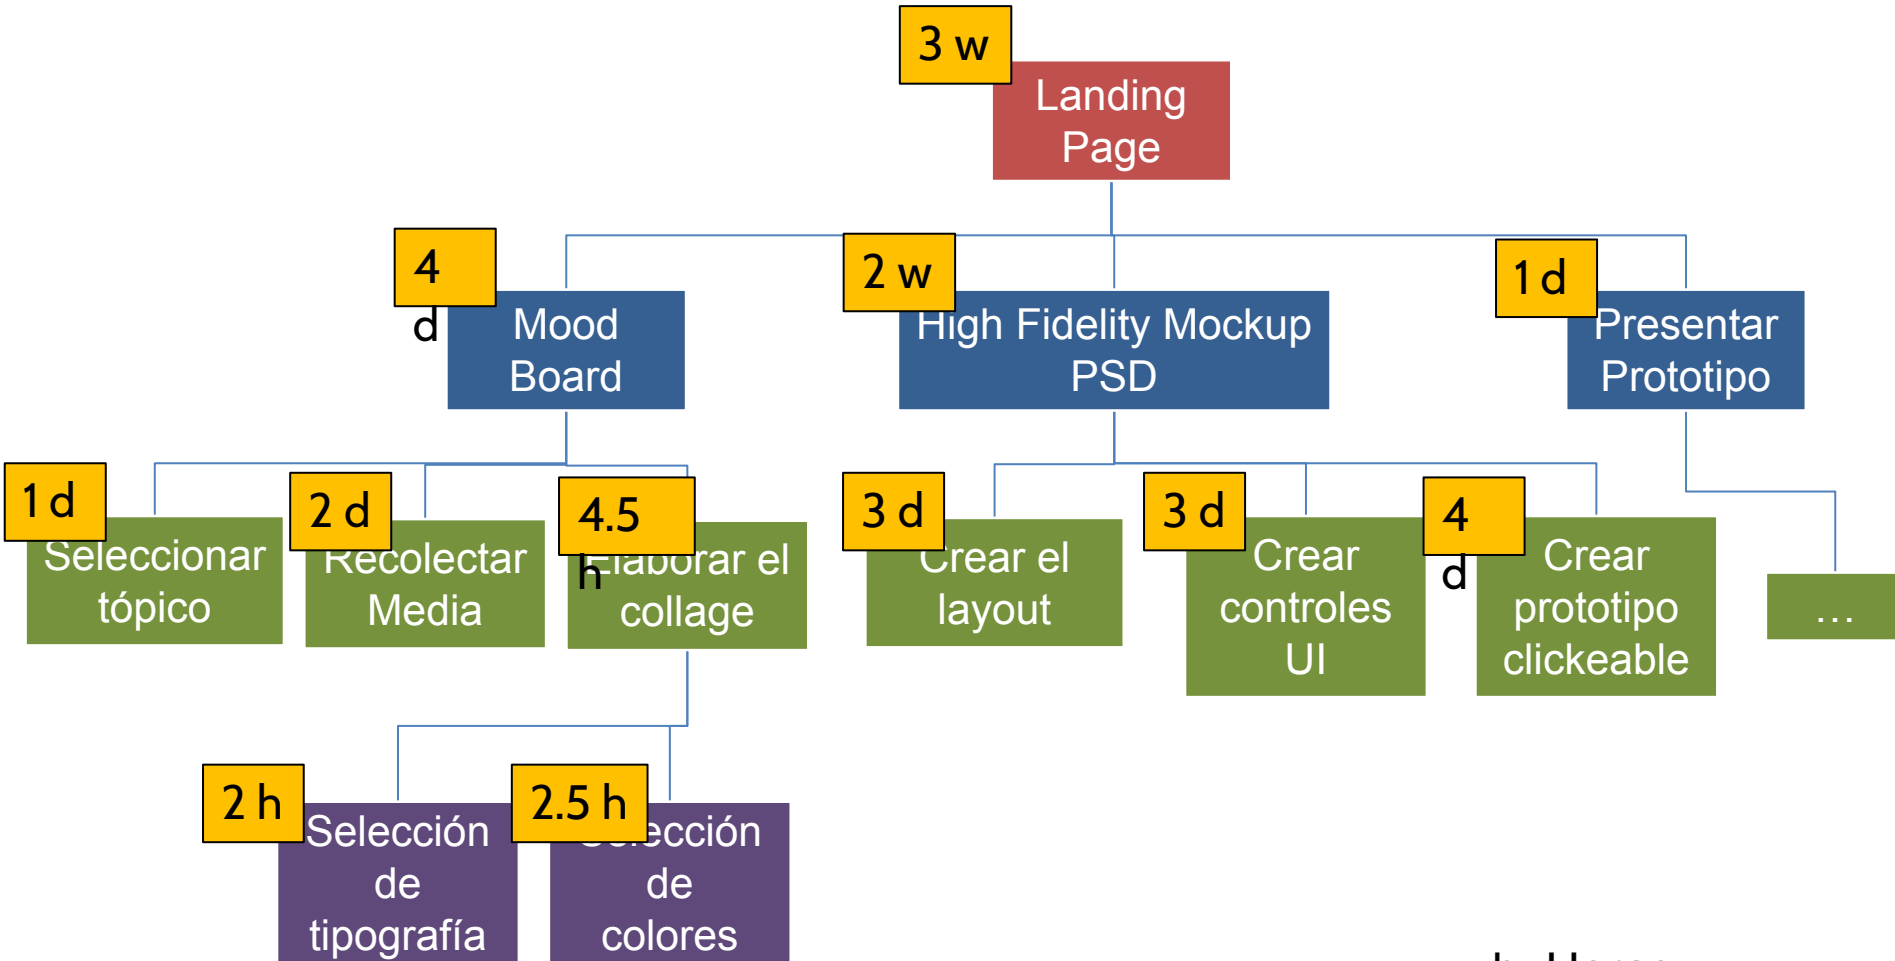 3 w
Landing
Page
4
d
Mood
Board
2 w
High Fidelity Mockup
PSD
1 d
Presentar
Prototipo
1 d
Seleccionar
tópico
2 d
Recolectar
Media
4.5
h
Elaborar el
collage
3 d
Crear el
layout
3 d
Crear
controles
UI
4
d
Crear
prototipo
clickeable
...
2 h
Selección
de
tipografía
2.5 h
Selección
de
colores